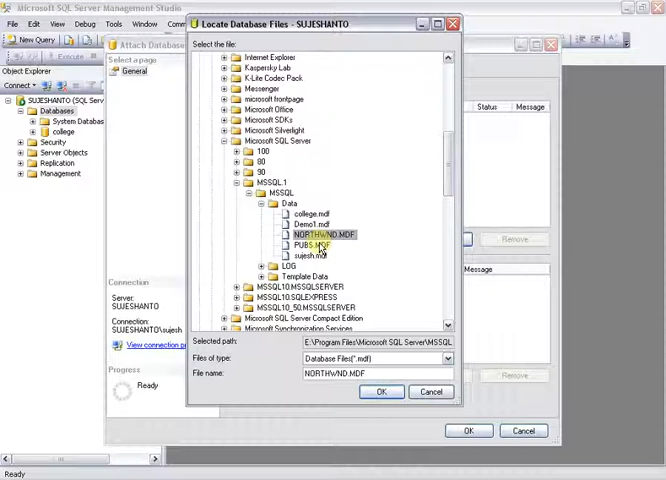 Microsoft SQL Server Management Studio
File Edit View Tools Window Community Help
New Query
Execute
Object Explorer
Connect
SUJESHANTO (SQL Serv
Databases
System Databas
college
Security
Server Objects
Replication
Management
Attach Database
Select a page
General
Status Message
Remove
Message
Remove
Connection
Server:
SUJESHANTO
Connection:
SUJESHANTO\sujesh
View connection pr
Progress
Ready
OK Cancel
Locate Database Files - SUJESHANTO
Select the file:
Internet Explorer
Kaspersky Lab
K-Lite Codec Pack
Messenger
microsoft frontpage
Microsoft Office
Microsoft SDKs
Microsoft Silverlight
Microsoft SQL Server
100
80
90
MSSQL.1
MSSQL
Data
college.mdf
Demo1.mdf
NORTHWND.MDF
PUBS.MDF
sujesh.mdf
LOG
Template Data
MSSQL10.MSSQLSERVER
MSSQL10.SQLEXPRESS
MSSQL10_50.MSSQLSERVER
Microsoft SQL Server Compact Edition
Microsoft Synchronization Services
Selected path: E:\Program Files\Microsoft SQL Server\MSSQL
Files of type: Database Files(*.mdf)
File name: NORTHWND.MDF
OK Cancel
Ready